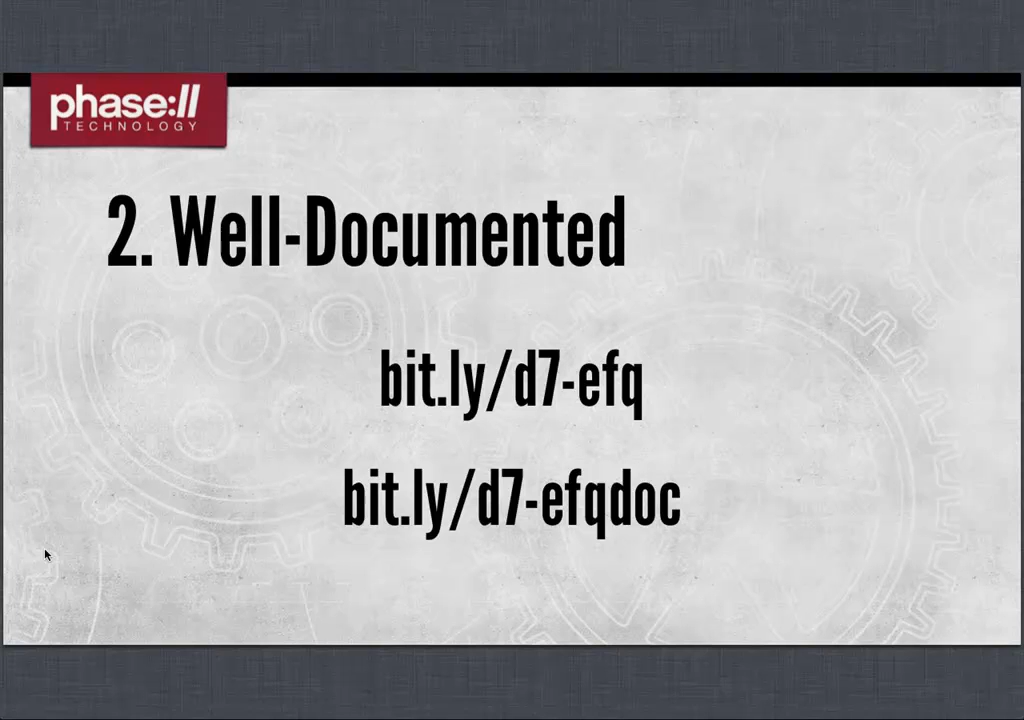 phase://
TECHNOLOGY
2. Well-Documented
bit.ly/d7-efq
bit.ly/d7-efqdoc